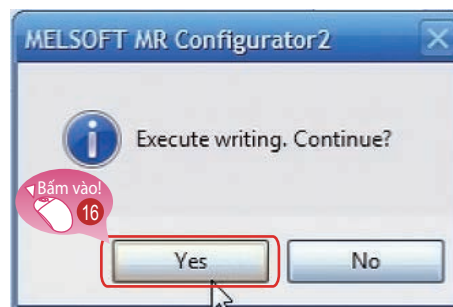 MELSOFT MR Configurator2
Execute writing. Continue?
Bấm vào!
16
Yes
No